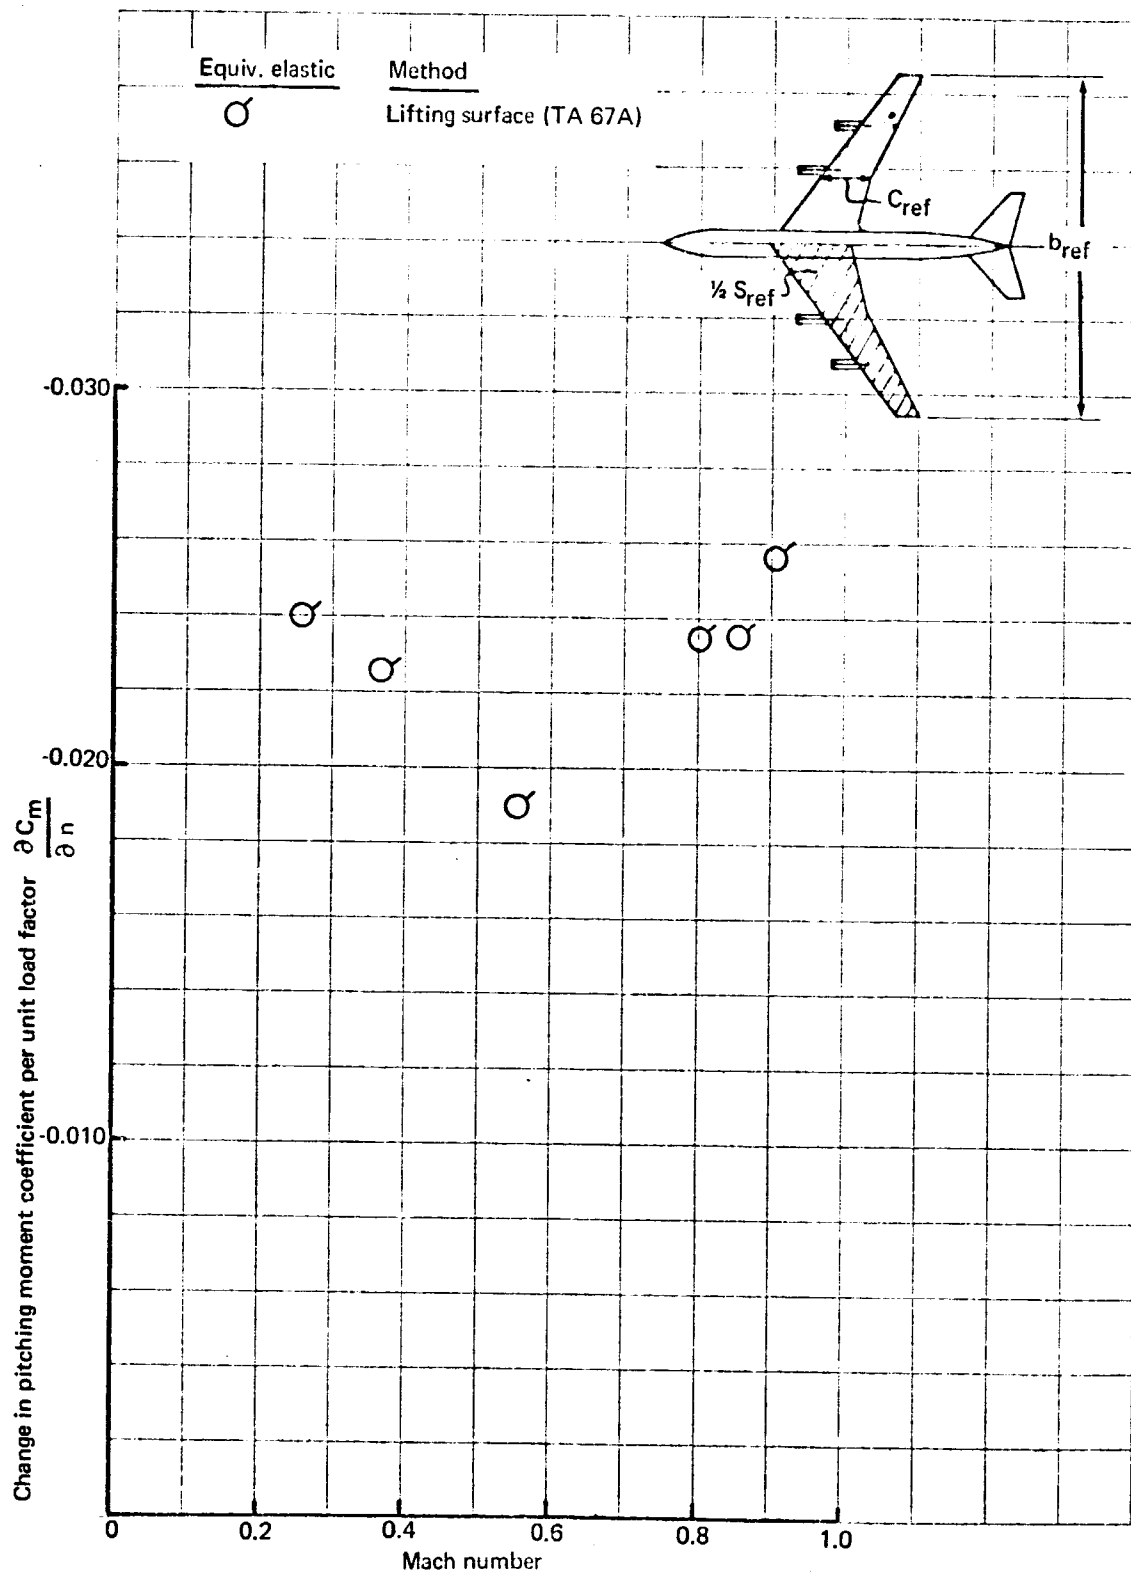 Equiv. elastic Method
Lifting surface (TA 67A)
C_ref
b_ref
½ S_ref
-0.030
-0.020
-0.010
Change in pitching moment coefficient per unit load factor ∂C_m / ∂n
0 0.2 0.4 0.6 0.8 1.0
Mach number